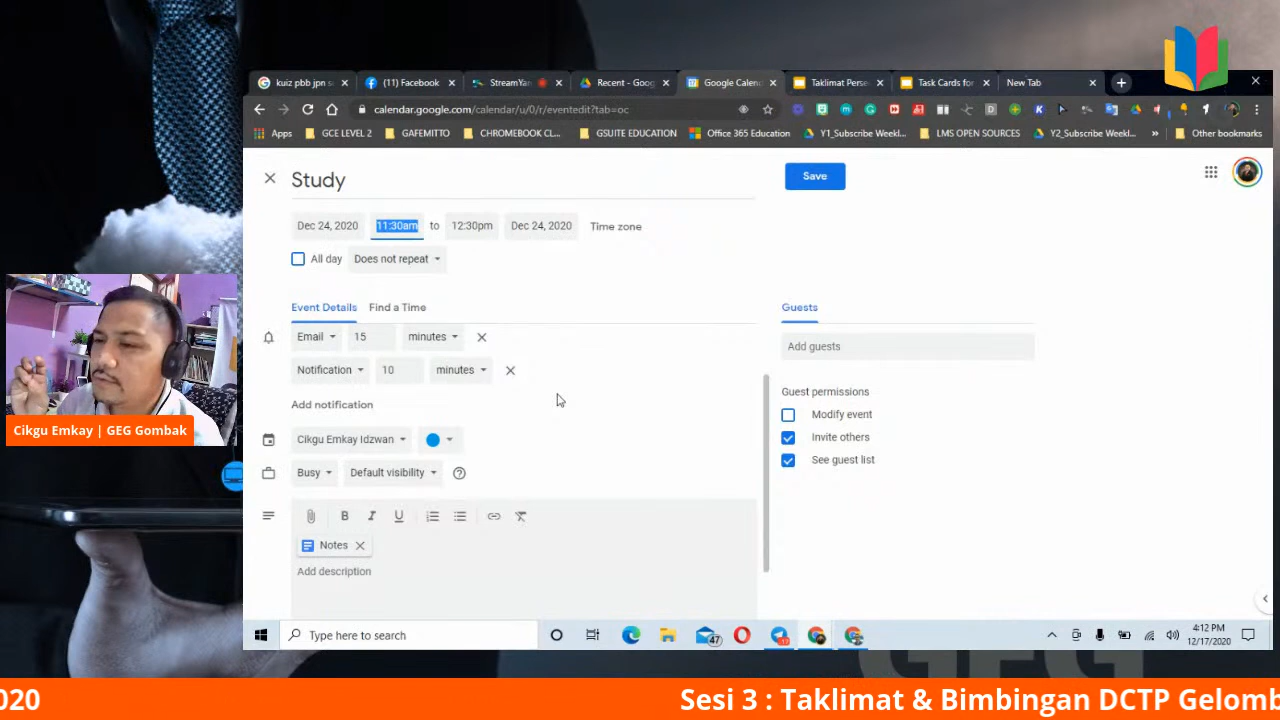 kuiz pbb jpn s
(11) Facebook
StreamYar
Recent - Goog
Google Calen
Taklimat Perse
Task Cards for
New Tab
calendar.google.com/calendar/u/0/r/eventedit?tab=oc
Apps
GCE LEVEL 2
GAFEMITTO
CHROMEBOOK CL...
GSUITE EDUCATION
Office 365 Education
Y1_Subscribe Weekl...
LMS OPEN SOURCES
Y2_Subscribe Weekl...
»
Other bookmarks
Study
Save
Dec 24, 2020 11:30am to 12:30pm Dec 24, 2020 Time zone
All day Does not repeat
Event Details Find a Time
Guests
Email 15 minutes
Add guests
Notification 10 minutes
Guest permissions
Add notification
Modify event
Cikgu Emkay Idzwan
Invite others
Busy Default visibility
See guest list
B I U
Notes
Add description
Cikgu Emkay | GEG Gombak
Type here to search
47
4:12 PM
12/17/2020
GEG
020
Sesi 3 : Taklimat & Bimbingan DCTP Gelomb